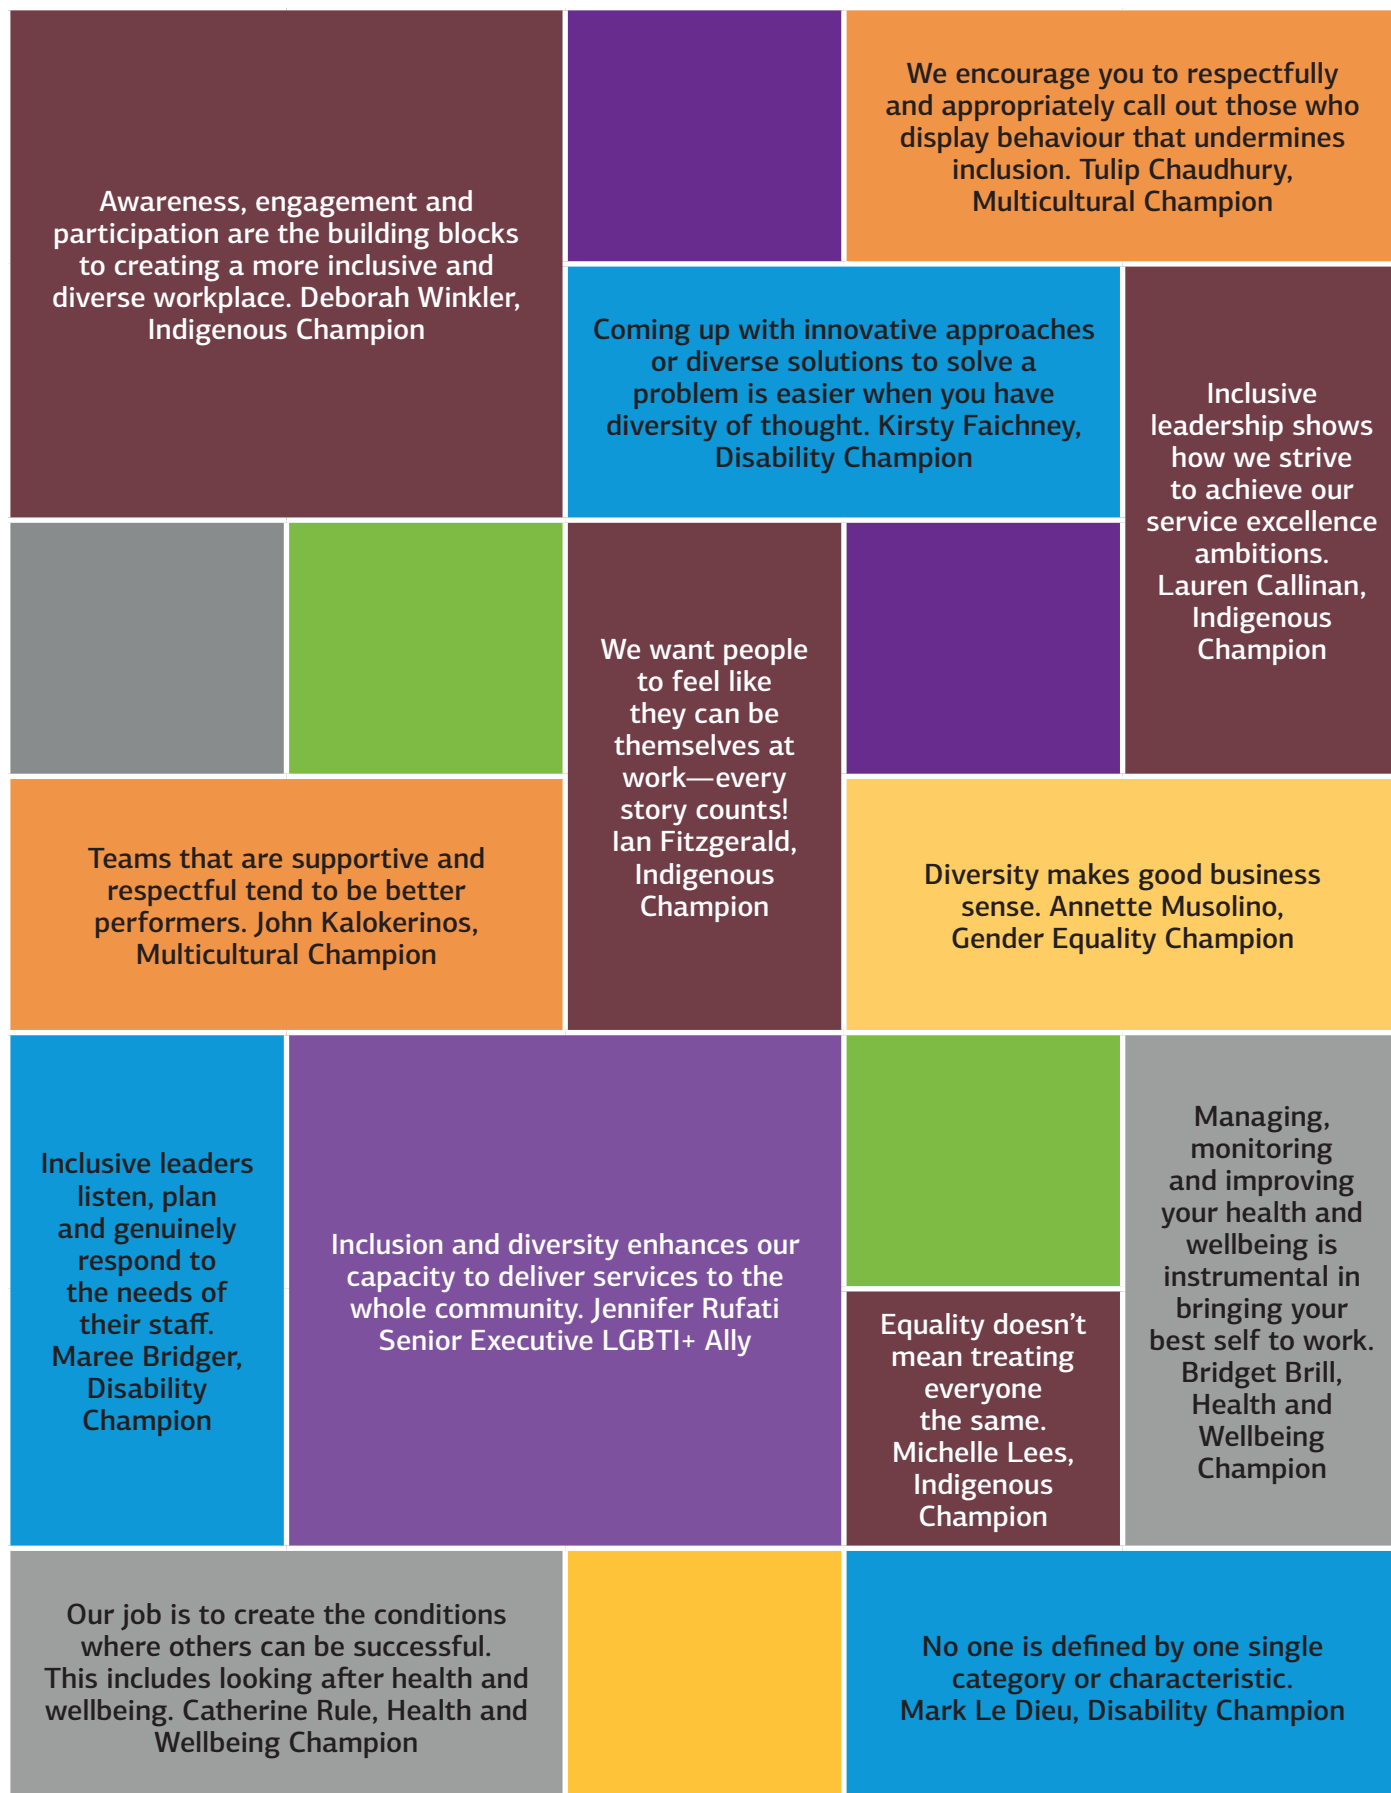 Awareness, engagement and
participation are the building blocks
to creating a more inclusive and
diverse workplace. Deborah Winkler,
Indigenous Champion
We encourage you to respectfully
and appropriately call out those who
display behaviour that undermines
inclusion. Tulip Chaudhury,
Multicultural Champion
Coming up with innovative approaches
or diverse solutions to solve a
problem is easier when you have
diversity of thought. Kirsty Faichney,
Disability Champion
Inclusive
leadership shows
how we strive
to achieve our
service excellence
ambitions.
Lauren Callinan,
Indigenous
Champion
We want people
to feel like
they can be
themselves at
work—every
story counts!
Ian Fitzgerald,
Indigenous
Champion
Teams that are supportive and
respectful tend to be better
performers. John Kalokerinos,
Multicultural Champion
Diversity makes good business
sense. Annette Musolino,
Gender Equality Champion
Inclusive leaders
listen, plan
and genuinely
respond to
the needs of
their staff.
Maree Bridger,
Disability
Champion
Inclusion and diversity enhances our
capacity to deliver services to the
whole community. Jennifer Rufati
Senior Executive LGBTI+ Ally
Equality doesn’t
mean treating
everyone
the same.
Michelle Lees,
Indigenous
Champion
Managing,
monitoring
and improving
your health and
wellbeing is
instrumental in
bringing your
best self to work.
Bridget Brill,
Health and
Wellbeing
Champion
Our job is to create the conditions
where others can be successful.
This includes looking after health and
wellbeing. Catherine Rule, Health and
Wellbeing Champion
No one is defined by one single
category or characteristic.
Mark Le Dieu, Disability Champion